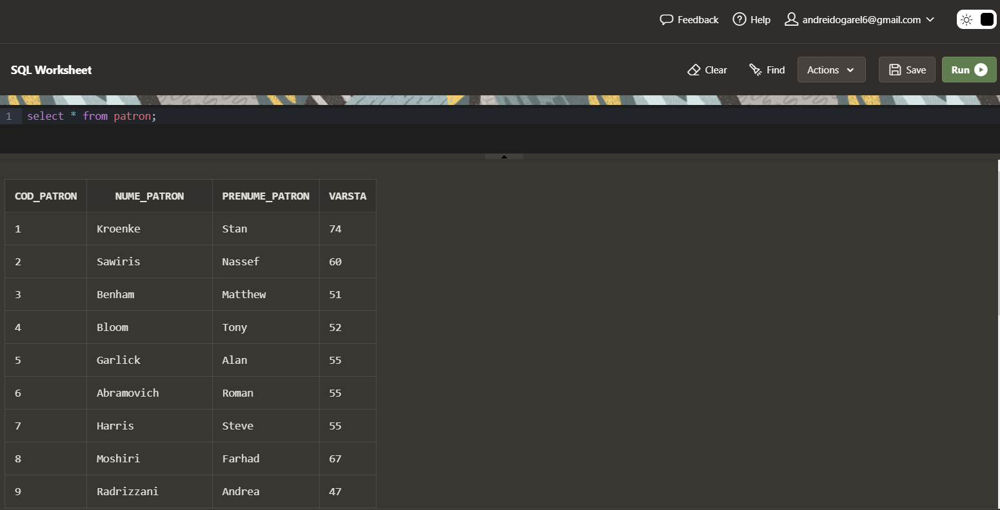 Feedback Help andreidogarel6@gmail.com
SQL Worksheet Clear Find Actions Save Run
1 select * from patron;
COD_PATRON NUME_PATRON PRENUME_PATRON VARSTA
1 Kroenke Stan 74
2 Sawiris Nassef 60
3 Benham Matthew 51
4 Bloom Tony 52
5 Garlick Alan 55
6 Abramovich Roman 55
7 Harris Steve 55
8 Moshiri Farhad 67
9 Radrizzani Andrea 47